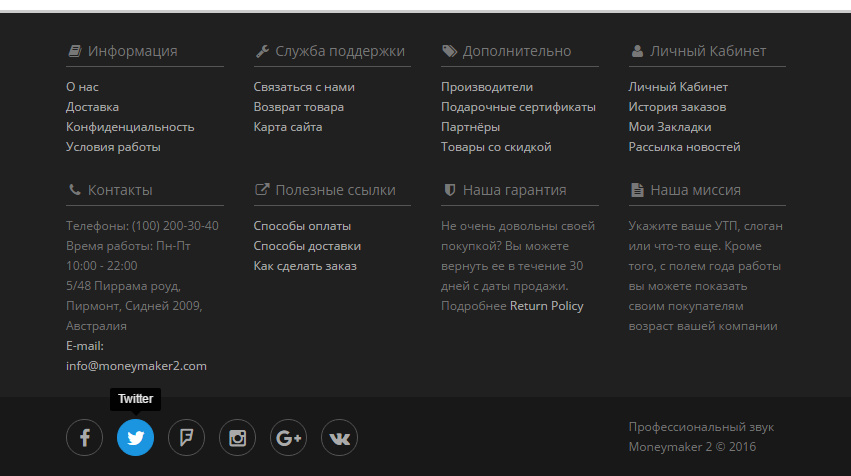 Информация
О нас
Доставка
Конфиденциальность
Условия работы
Служба поддержки
Связаться с нами
Возврат товара
Карта сайта
Дополнительно
Производители
Подарочные сертификаты
Партнёры
Товары со скидкой
Личный Кабинет
Личный Кабинет
История заказов
Мои Закладки
Рассылка новостей
Контакты
Телефоны: (100) 200-30-40
Время работы: Пн-Пт
10:00 - 22:00
5/48 Пиррама роуд,
Пирмонт, Сидней 2009,
Австралия
E-mail:
info@moneymaker2.com
Полезные ссылки
Способы оплаты
Способы доставки
Как сделать заказ
Наша гарантия
Не очень довольны своей
покупкой? Вы можете
вернуть ее в течение 30
дней с даты продажи.
Подробнее Return Policy
Наша миссия
Укажите ваше УТП, слоган
или что-то еще. Кроме
того, с полем года работы
вы можете показать
своим покупателям
возраст вашей компании
Twitter
Профессиональный звук
Moneymaker 2 © 2016